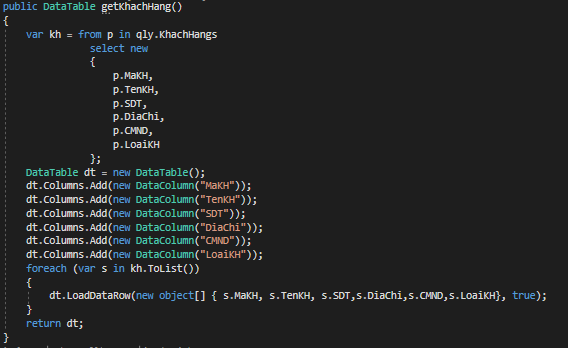 public DataTable getKhachHang()
{
var kh = from p in qly.KhachHangs
select new
{
p.MaKH,
p.TenKH,
p.SDT,
p.DiaChi,
p.CMND,
p.LoaiKH
};
DataTable dt = new DataTable();
dt.Columns.Add(new DataColumn("MaKH"));
dt.Columns.Add(new DataColumn("TenKH"));
dt.Columns.Add(new DataColumn("SDT"));
dt.Columns.Add(new DataColumn("DiaChi"));
dt.Columns.Add(new DataColumn("CMND"));
dt.Columns.Add(new DataColumn("LoaiKH"));
foreach (var s in kh.ToList())
{
dt.LoadDataRow(new object[] { s.MaKH, s.TenKH, s.SDT,s.DiaChi,s.CMND,s.LoaiKH}, true);
}
return dt;
}